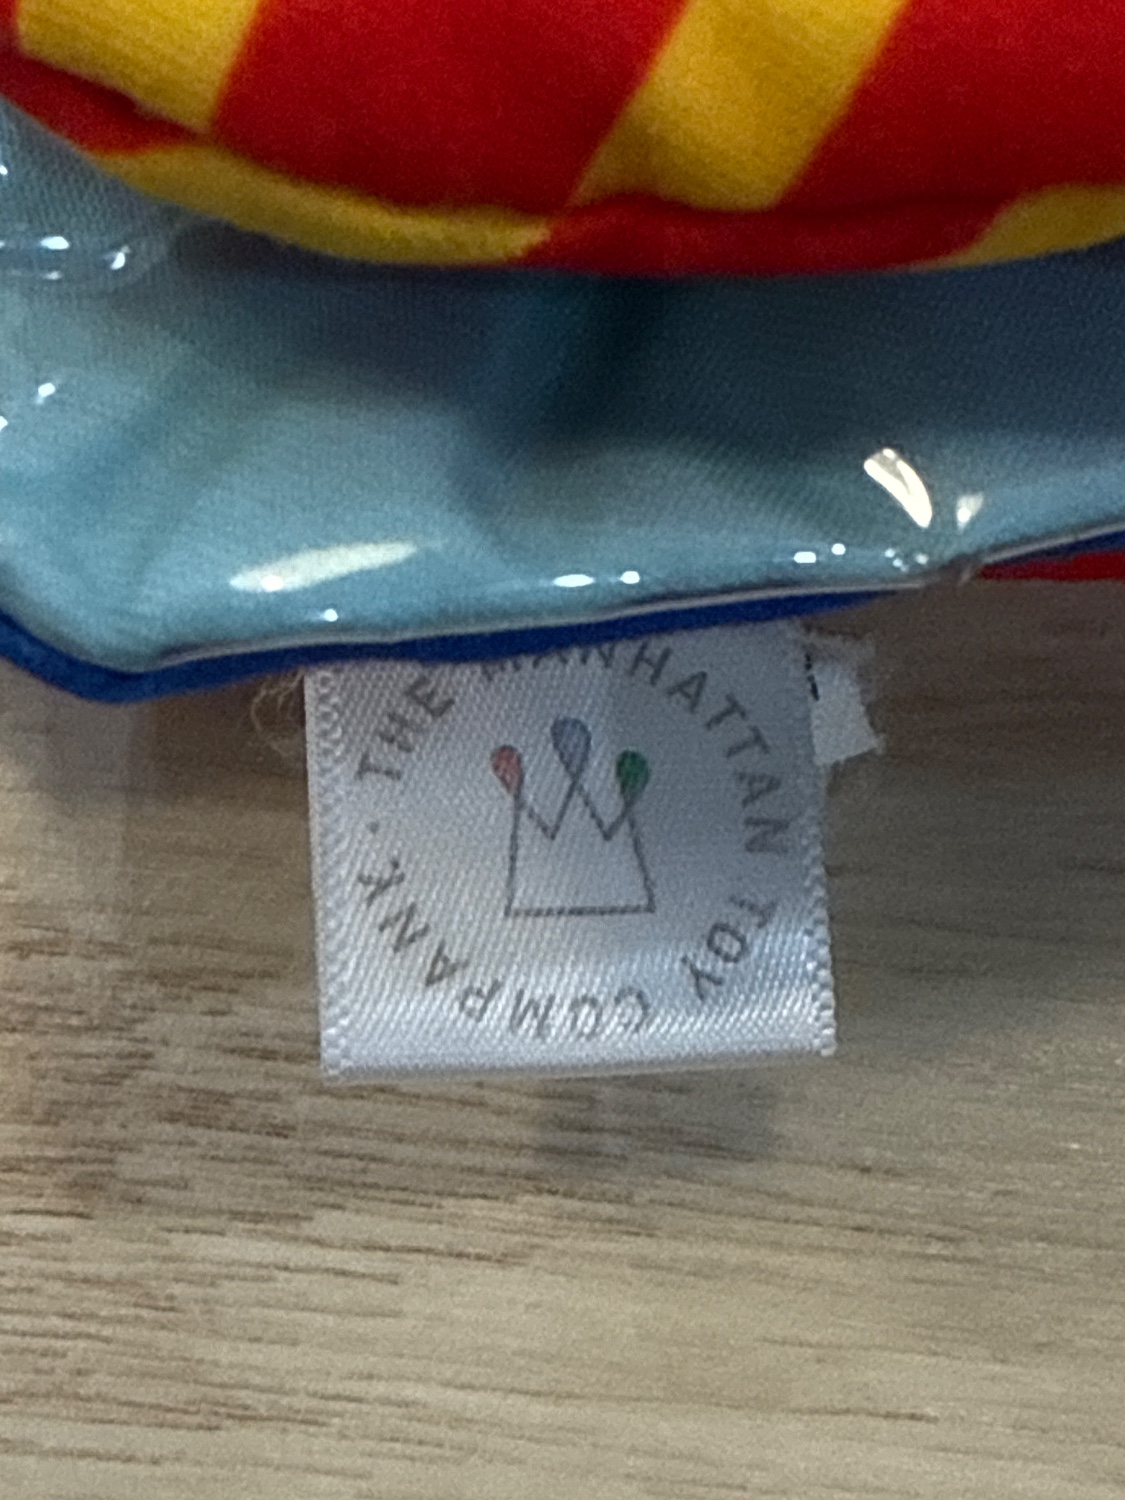 · THE MANHATTAN TOY COMPANY